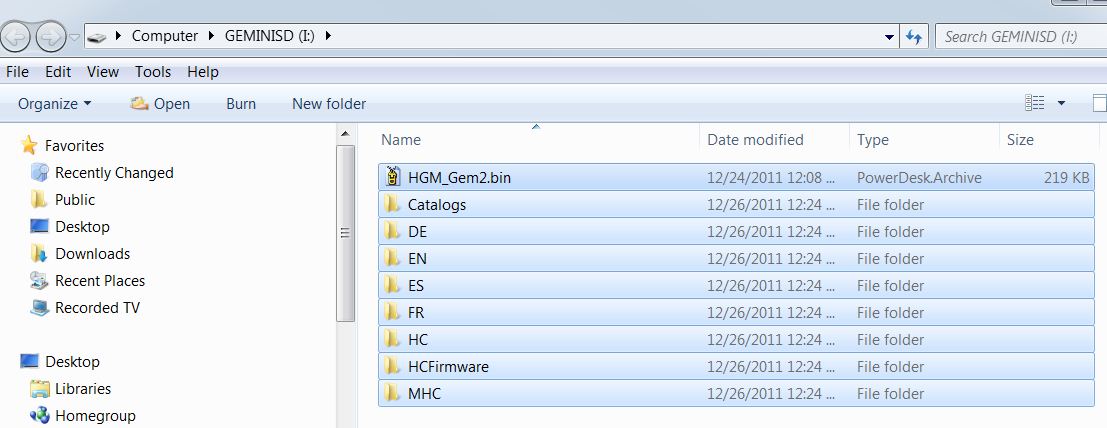 Computer GEMINISD (I:) Search GEMINISD (I:)
File Edit View Tools Help
Organize Open Burn New folder
Name Date modified Type Size
Favorites
Recently Changed
Public
Desktop
Downloads
Recent Places
Recorded TV
Desktop
Libraries
Homegroup
HGM_Gem2.bin 12/24/2011 12:08 ... PowerDesk.Archive 219 KB
Catalogs 12/26/2011 12:24 ... File folder
DE 12/26/2011 12:24 ... File folder
EN 12/26/2011 12:24 ... File folder
ES 12/26/2011 12:24 ... File folder
FR 12/26/2011 12:24 ... File folder
HC 12/26/2011 12:24 ... File folder
HCFirmware 12/26/2011 12:24 ... File folder
MHC 12/26/2011 12:24 ... File folder